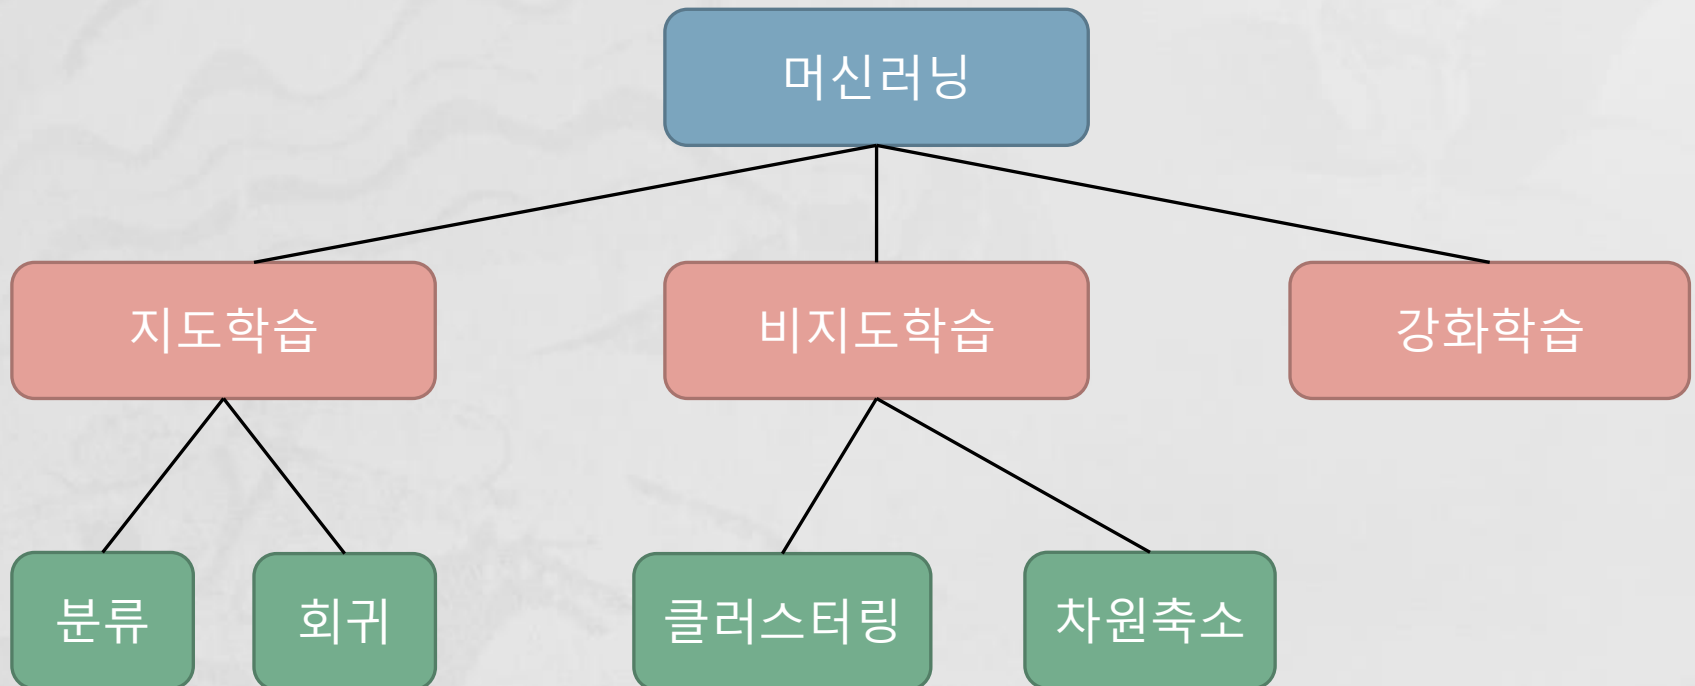 머신러닝
지도학습
비지도학습
강화학습
분류
회귀
클러스터링
차원축소